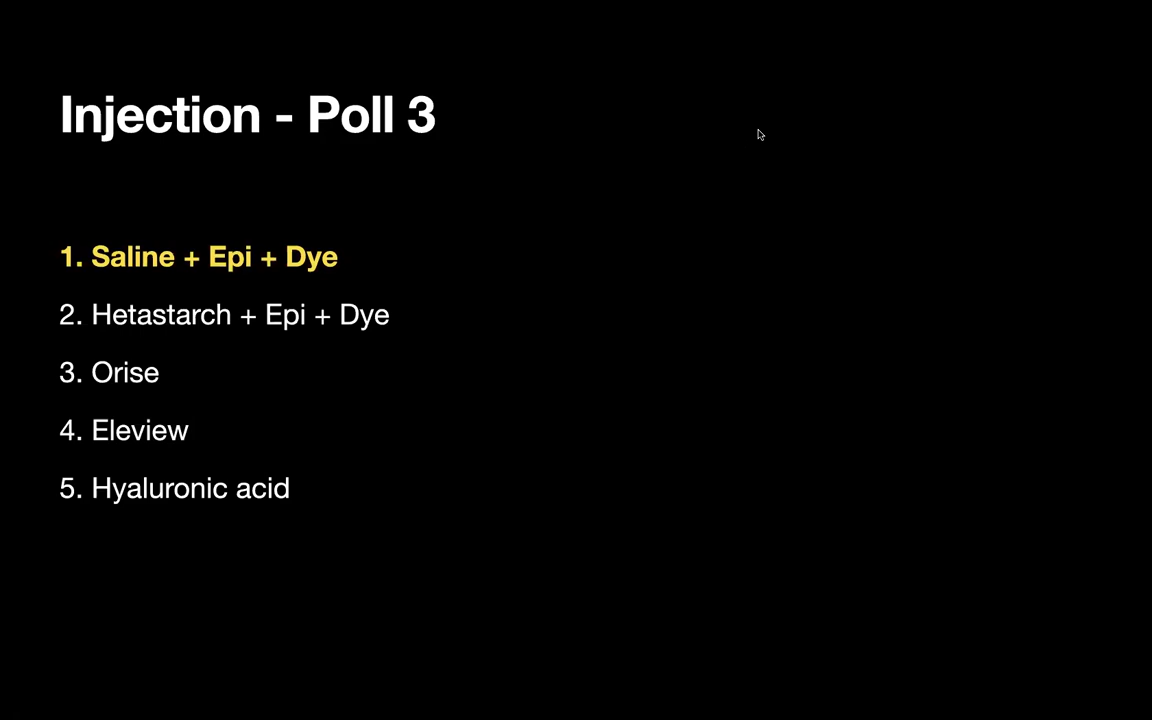 Injection - Poll 3
1. Saline + Epi + Dye
2. Hetastarch + Epi + Dye
3. Orise
4. Eleview
5. Hyaluronic acid